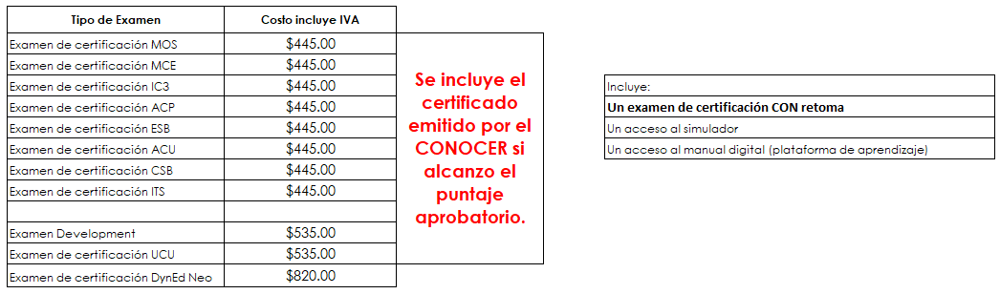 Tipo de Examen Costo incluye IVA
Examen de certificación MOS $445.00
Examen de certificación MCE $445.00
Examen de certificación IC3 $445.00
Examen de certificación ACP $445.00
Examen de certificación ESB $445.00
Examen de certificación ACU $445.00
Examen de certificación CSB $445.00
Examen de certificación ITS $445.00
Examen Development $535.00
Examen de certificación UCU $535.00
Examen de certificación DynEd Neo $820.00
Se incluye el
certificado
emitido por el
CONOCER si
alcanzo el
puntaje
aprobatorio.
Incluye:
Un examen de certificación CON retoma
Un acceso al simulador
Un acceso al manual digital (plataforma de aprendizaje)